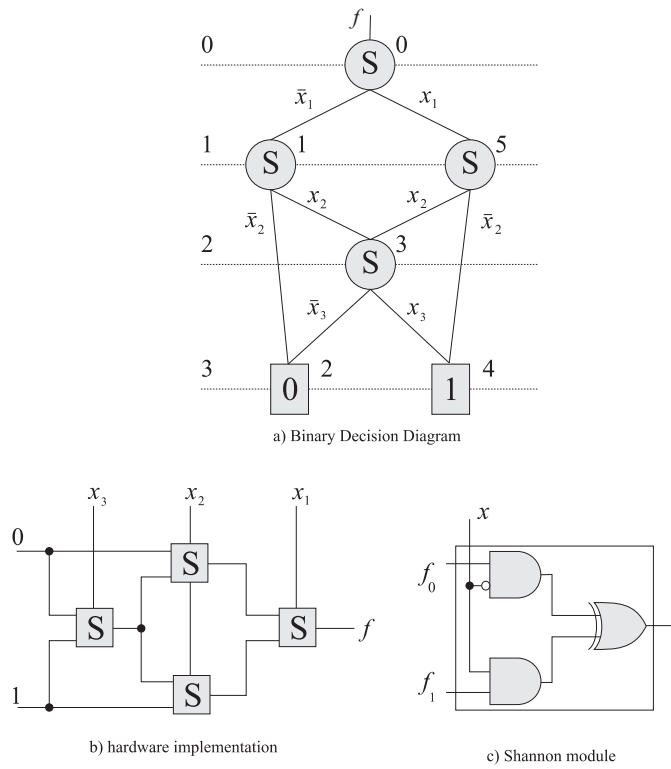 f
0 S 0
x̄₁ x₁
1 S 1 S 5
x̄₂ x₂ x₂ x̄₂
2 S 3
x̄₃ x₃
3 0 2 1 4
a) Binary Decision Diagram
x₃ x₂ x₁
0
S
S S f
S
1
b) hardware implementation
x
f₀
f₁
c) Shannon module